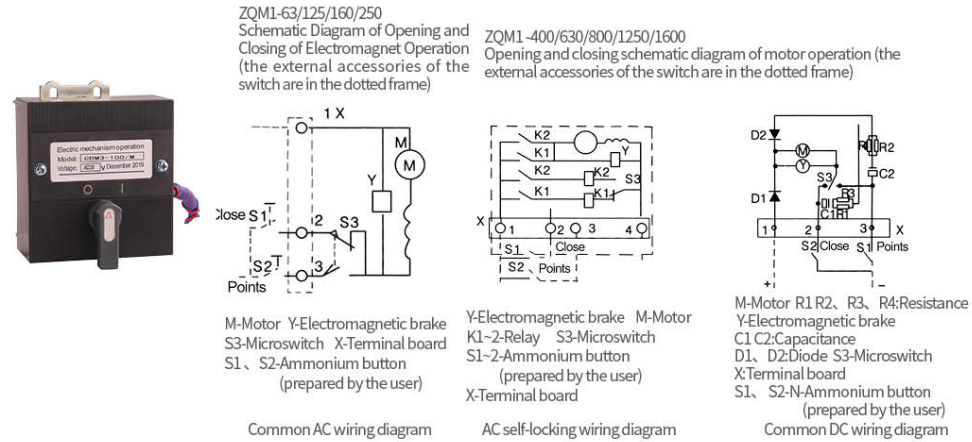 ZQM1-63/125/160/250
Schematic Diagram of Opening and
Closing of Electromagnet Operation
(the external accessories of the
switch are in the dotted frame)
ZQM1 -400/630/800/1250/1600
Opening and closing schematic diagram of motor operation (the
external accessories of the switch are in the dotted frame)
Electric mechanism operation
Model: CDM3-100/M
Voltage: AC230 V December 2019
O I
1 X
M
M
Y
Close S1
2 S3
S2 3
Points
M-Motor Y-Electromagnetic brake
S3-Microswitch X-Terminal board
S1、 S2-Ammonium button
(prepared by the user)
Common AC wiring diagram
K2
K1 Y
K2 K2 S3
K1 K1
X 1 2 3 4
S1 Close
S2 Points
Y-Electromagnetic brake M-Motor
K1~2-Relay S3-Microswitch
S1~2-Ammonium button
(prepared by the user)
X-Terminal board
AC self-locking wiring diagram
D2
M R2
Y C2
S3
D1 R3
C1 R1
1 2 3 X
S2 Close S1 Points
+ −
M-Motor R1 R2、 R3、 R4:Resistance
Y-Electromagnetic brake
C1 C2:Capacitance
D1、 D2:Diode S3-Microswitch
X:Terminal board
S1、 S2-N-Ammonium button
(prepared by the user)
Common DC wiring diagram